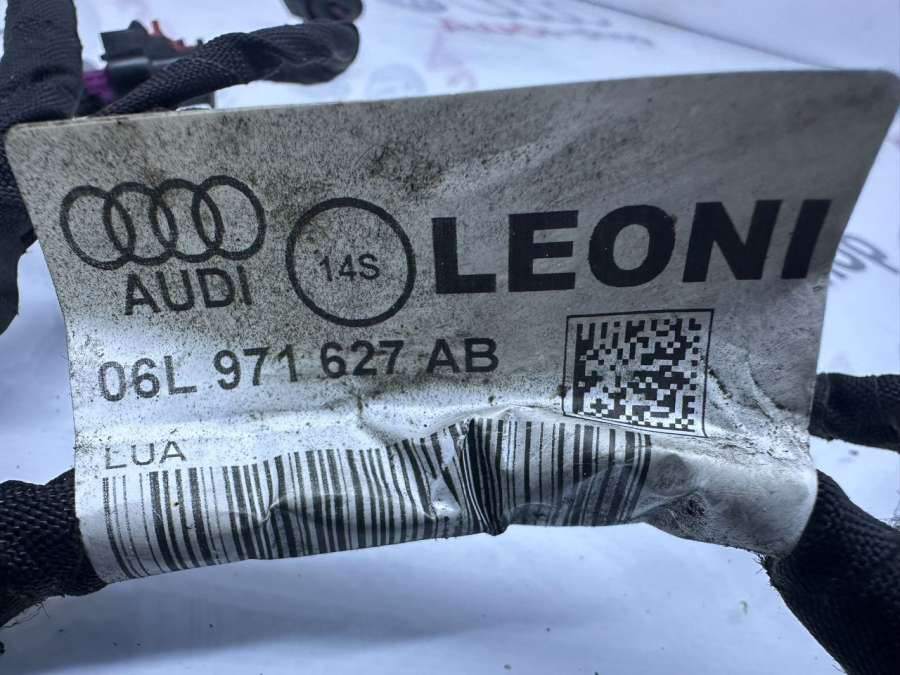 AUDI
14S
LEONI
06L 971 627 AB
LUA